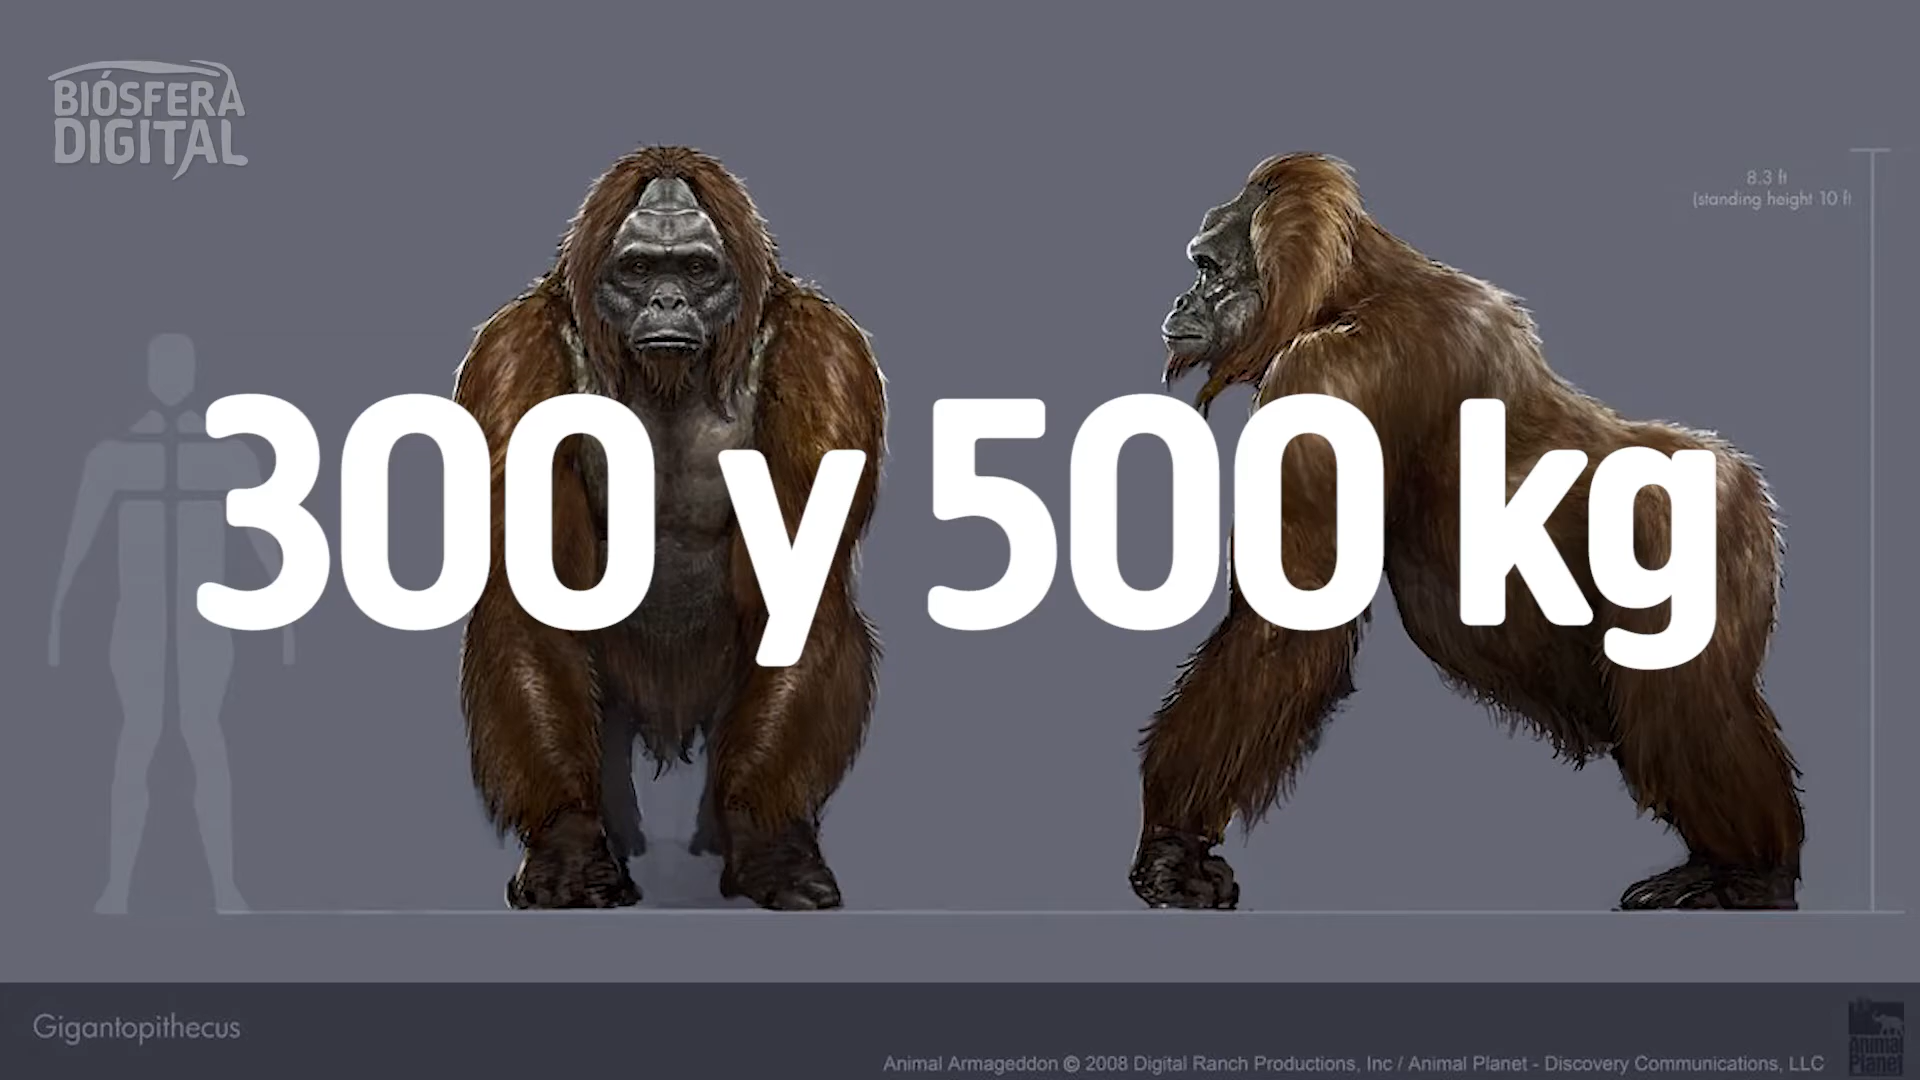 BIÓSFERA
DIGITAL
8.3 ft
(standing height 10 ft
300 y 500 kg
Gigantopithecus
Animal Armageddon © 2008 Digital Ranch Productions, Inc / Animal Planet - Discovery Communications, LLC
Animal
Planet